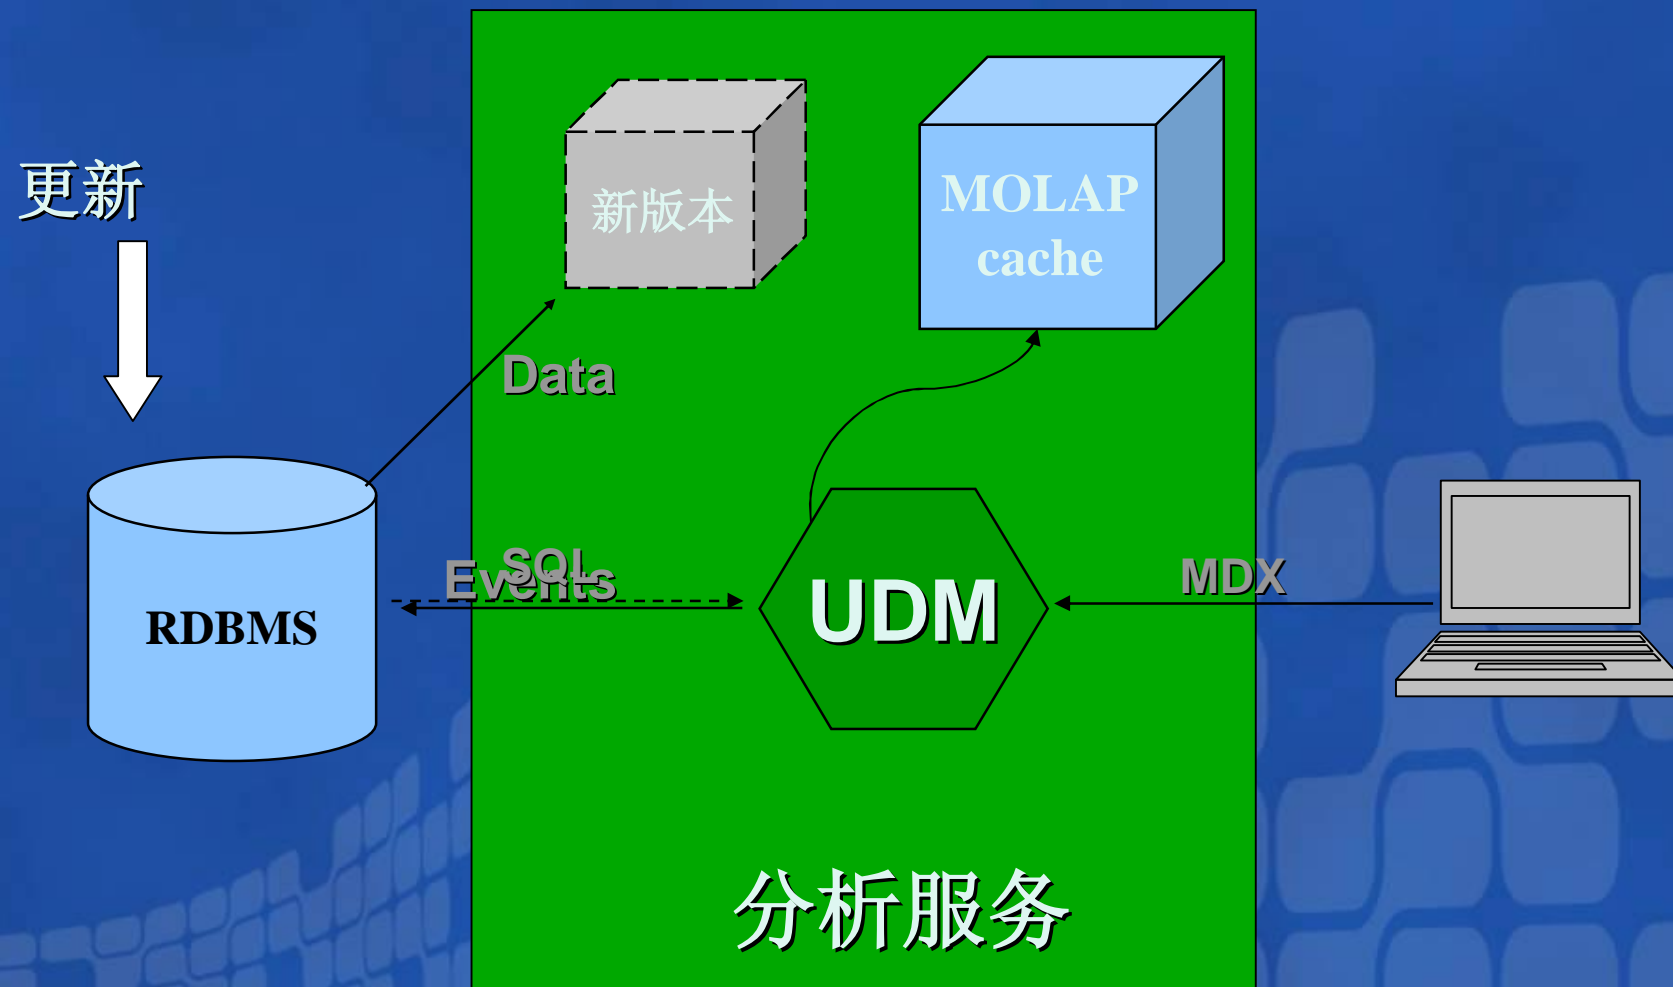 更新
新版本
MOLAP
cache
Data
SQL
Events
MDX
RDBMS
UDM
分析服务